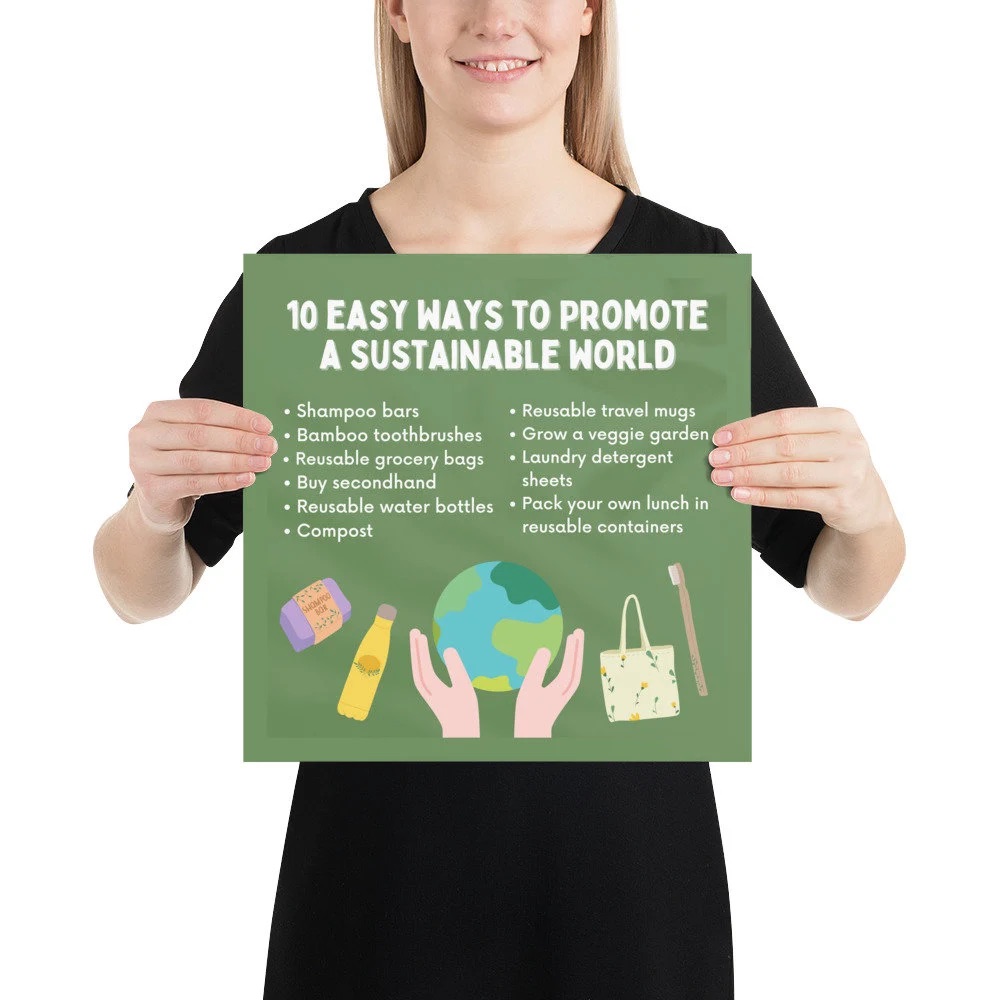 10 EASY WAYS TO PROMOTE
A SUSTAINABLE WORLD
• Shampoo bars
• Bamboo toothbrushes
• Reusable grocery bags
• Buy secondhand
• Reusable water bottles
• Compost
• Reusable travel mugs
• Grow a veggie garden
• Laundry detergent
sheets
• Pack your own lunch in
reusable containers
SHAMPOO